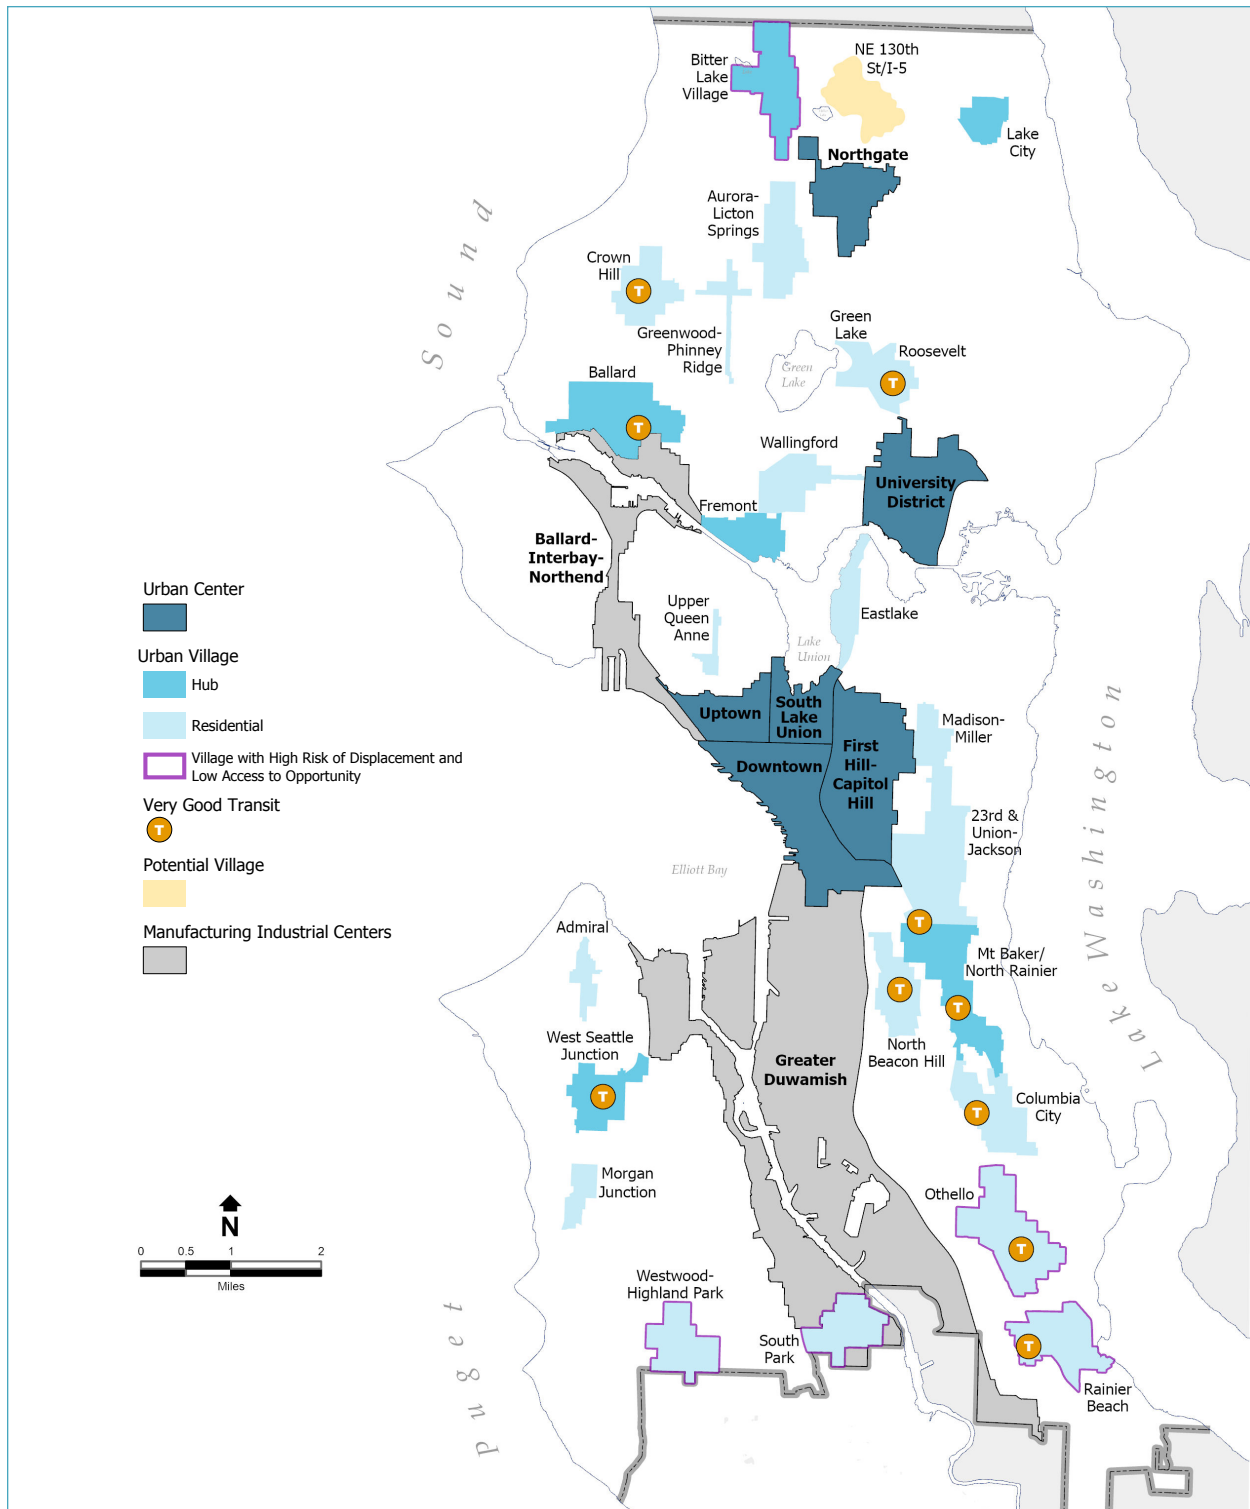 Bitter
Lake
Village
NE 130th
St/I-5
Lake
City
Northgate
Aurora-
Licton
Springs
Crown
Hill
Greenwood-
Phinney
Ridge
Green
Lake
Roosevelt
Green
Lake
Ballard
Wallingford
University
District
Fremont
Ballard-
Interbay-
Northend
Upper
Queen
Anne
Eastlake
Lake
Union
Uptown
South
Lake
Union
Downtown
First
Hill-
Capitol
Hill
Madison-
Miller
23rd &
Union-
Jackson
Elliott Bay
Admiral
Mt Baker/
North Rainier
West Seattle
Junction
North
Beacon Hill
Greater
Duwamish
Columbia
City
Morgan
Junction
Othello
Westwood-
Highland Park
South
Park
Rainier
Beach
Puget
Sound
Lake Washington
Urban Center
Urban Village
Hub
Residential
Village with High Risk of Displacement and
Low Access to Opportunity
Very Good Transit
T
Potential Village
Manufacturing Industrial Centers
N
0 0.5 1 2
Miles
T
T
T
T
T
T
T
T
T
T